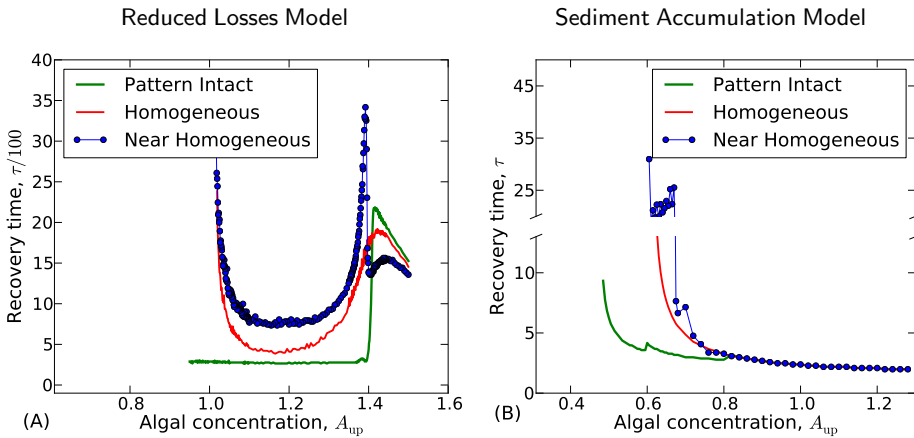 Reduced Losses Model
Sediment Accumulation Model
Recovery time, τ/100
40
35
30
25
20
15
10
5
0
Pattern Intact
Homogeneous
Near Homogeneous
0.8 1.0 1.2 1.4 1.6
(A)
Algal concentration, A_up
Recovery time, τ
45
35
25
10
5
0
Pattern Intact
Homogeneous
Near Homogeneous
0.4 0.6 0.8 1.0 1.2
(B)
Algal concentration, A_up